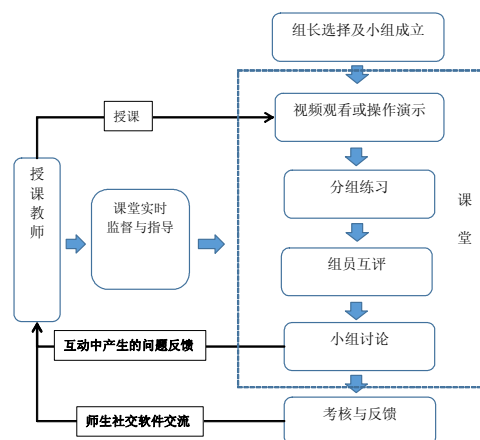 组长选择及小组成立
授课
视频观看或操作演示
授
课
教
师
课堂实时
监督与指导
分组练习
课
堂
组员互评
互动中产生的问题反馈
小组讨论
师生社交软件交流
考核与反馈